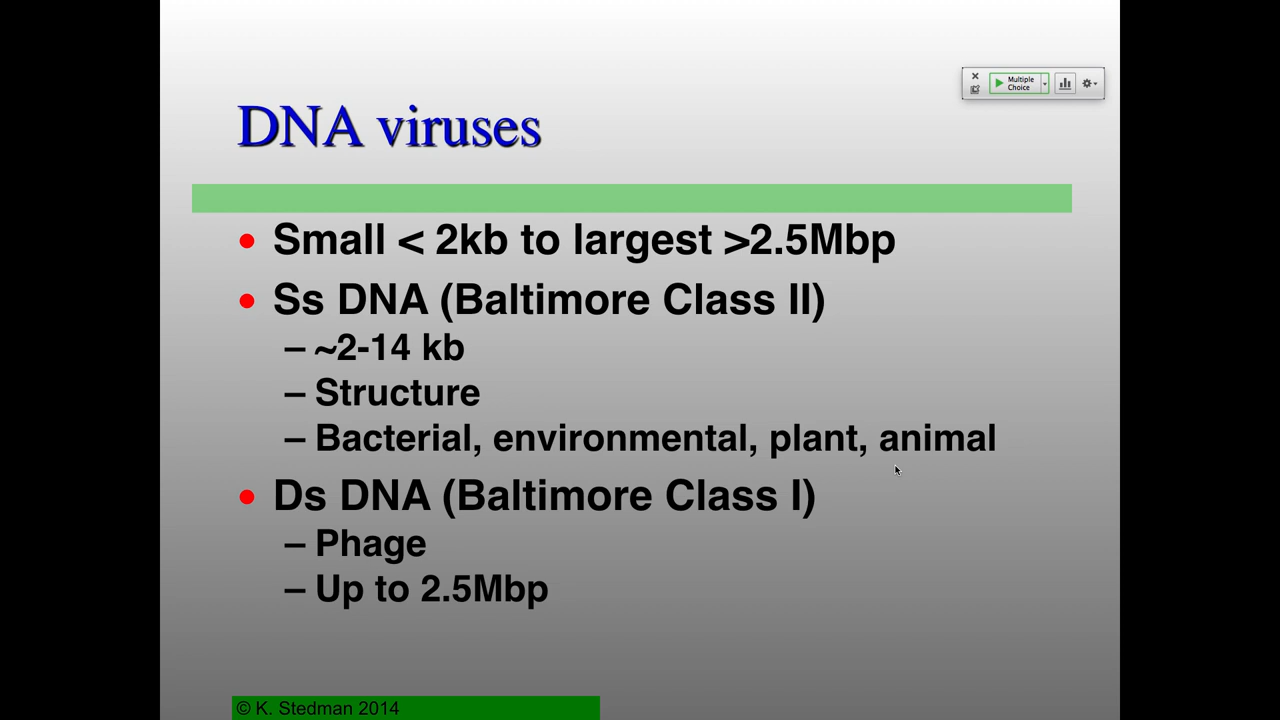 Multiple
Choice
DNA viruses
• Small < 2kb to largest >2.5Mbp
• Ss DNA (Baltimore Class II)
– ~2-14 kb
– Structure
– Bacterial, environmental, plant, animal
• Ds DNA (Baltimore Class I)
– Phage
– Up to 2.5Mbp
© K. Stedman 2014